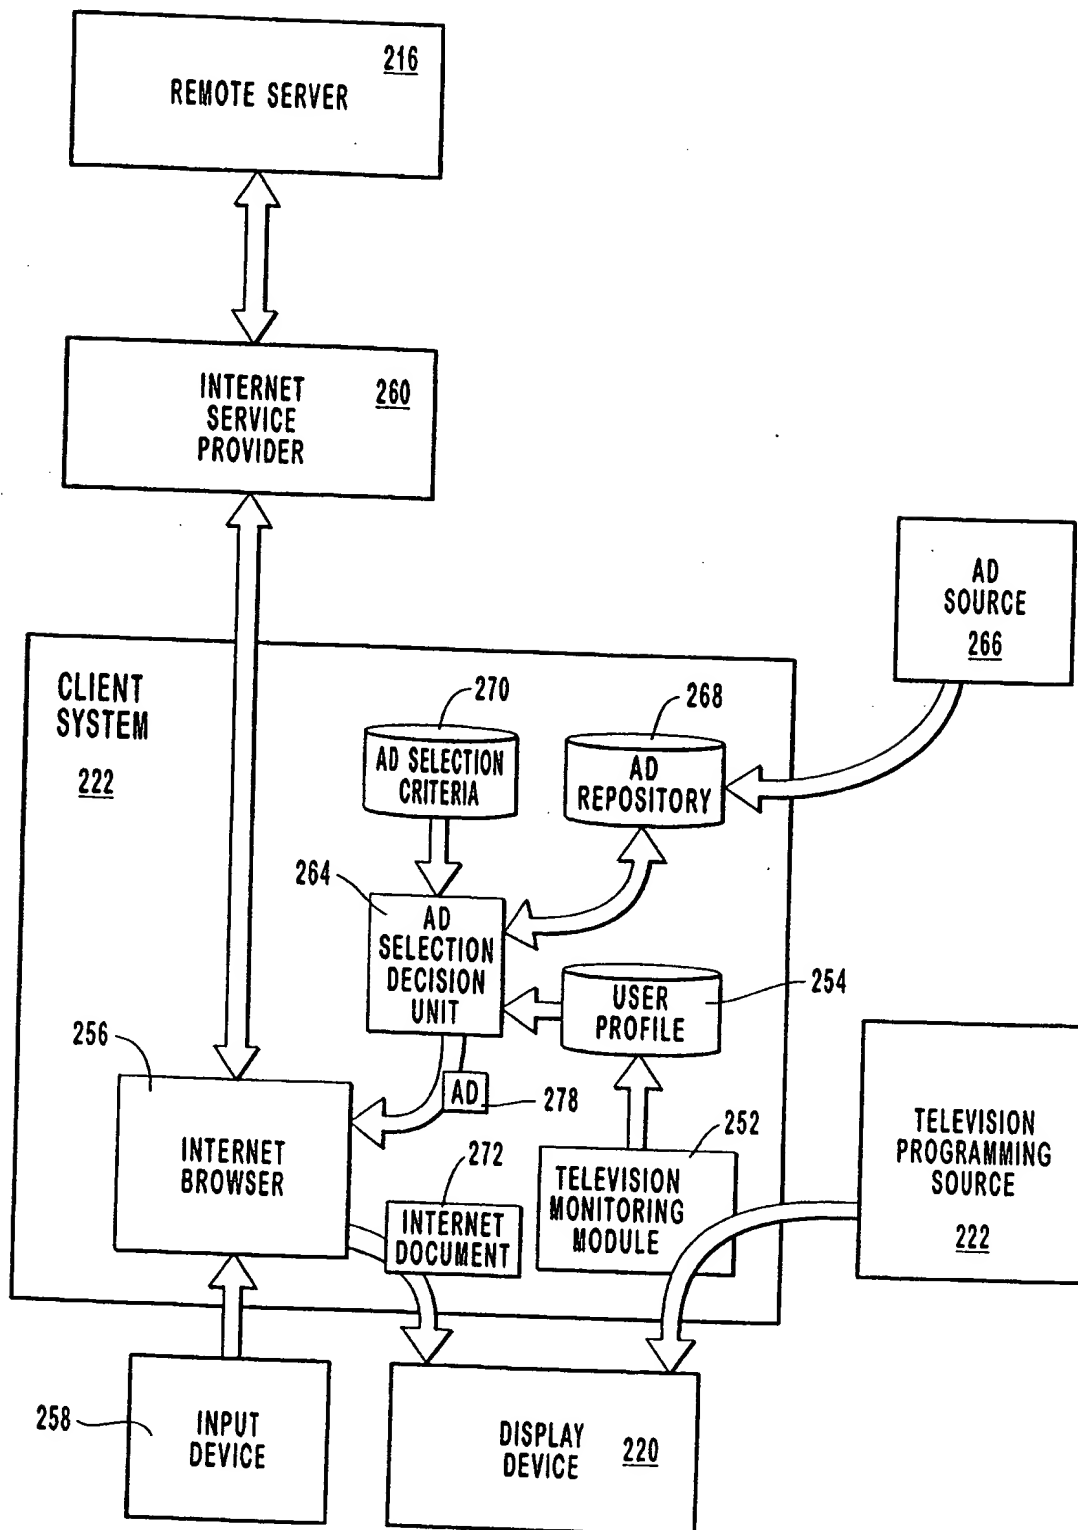 216
REMOTE SERVER
INTERNET
SERVICE
PROVIDER
260
AD
SOURCE
266
CLIENT
SYSTEM
222
270
AD SELECTION
CRITERIA
268
AD
REPOSITORY
264
AD
SELECTION
DECISION
UNIT
USER
PROFILE
254
256
INTERNET
BROWSER
AD
278
272
INTERNET
DOCUMENT
252
TELEVISION
MONITORING
MODULE
TELEVISION
PROGRAMMING
SOURCE
222
258
INPUT
DEVICE
DISPLAY
DEVICE
220